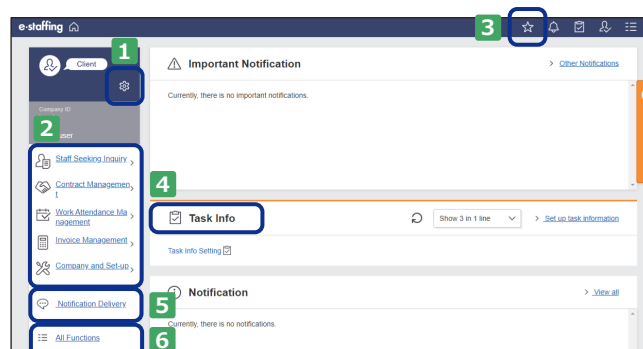 e-staffing
3
1
Client
Important Notification
> Other Notifications
Currently, there is no important notifications.
Company ID
2
user
Staff Seeking Inquiry >
Contract Managemen >
t
4
Work Attendance Ma >
nagement
Task Info
Show 3 in 1 line
> Set up task information
Invoice Management >
Task Info Setting
Company and Set-up >
Notification
> View all
5
Notification Delivery
Currently, there is no notifications.
6
All Functions